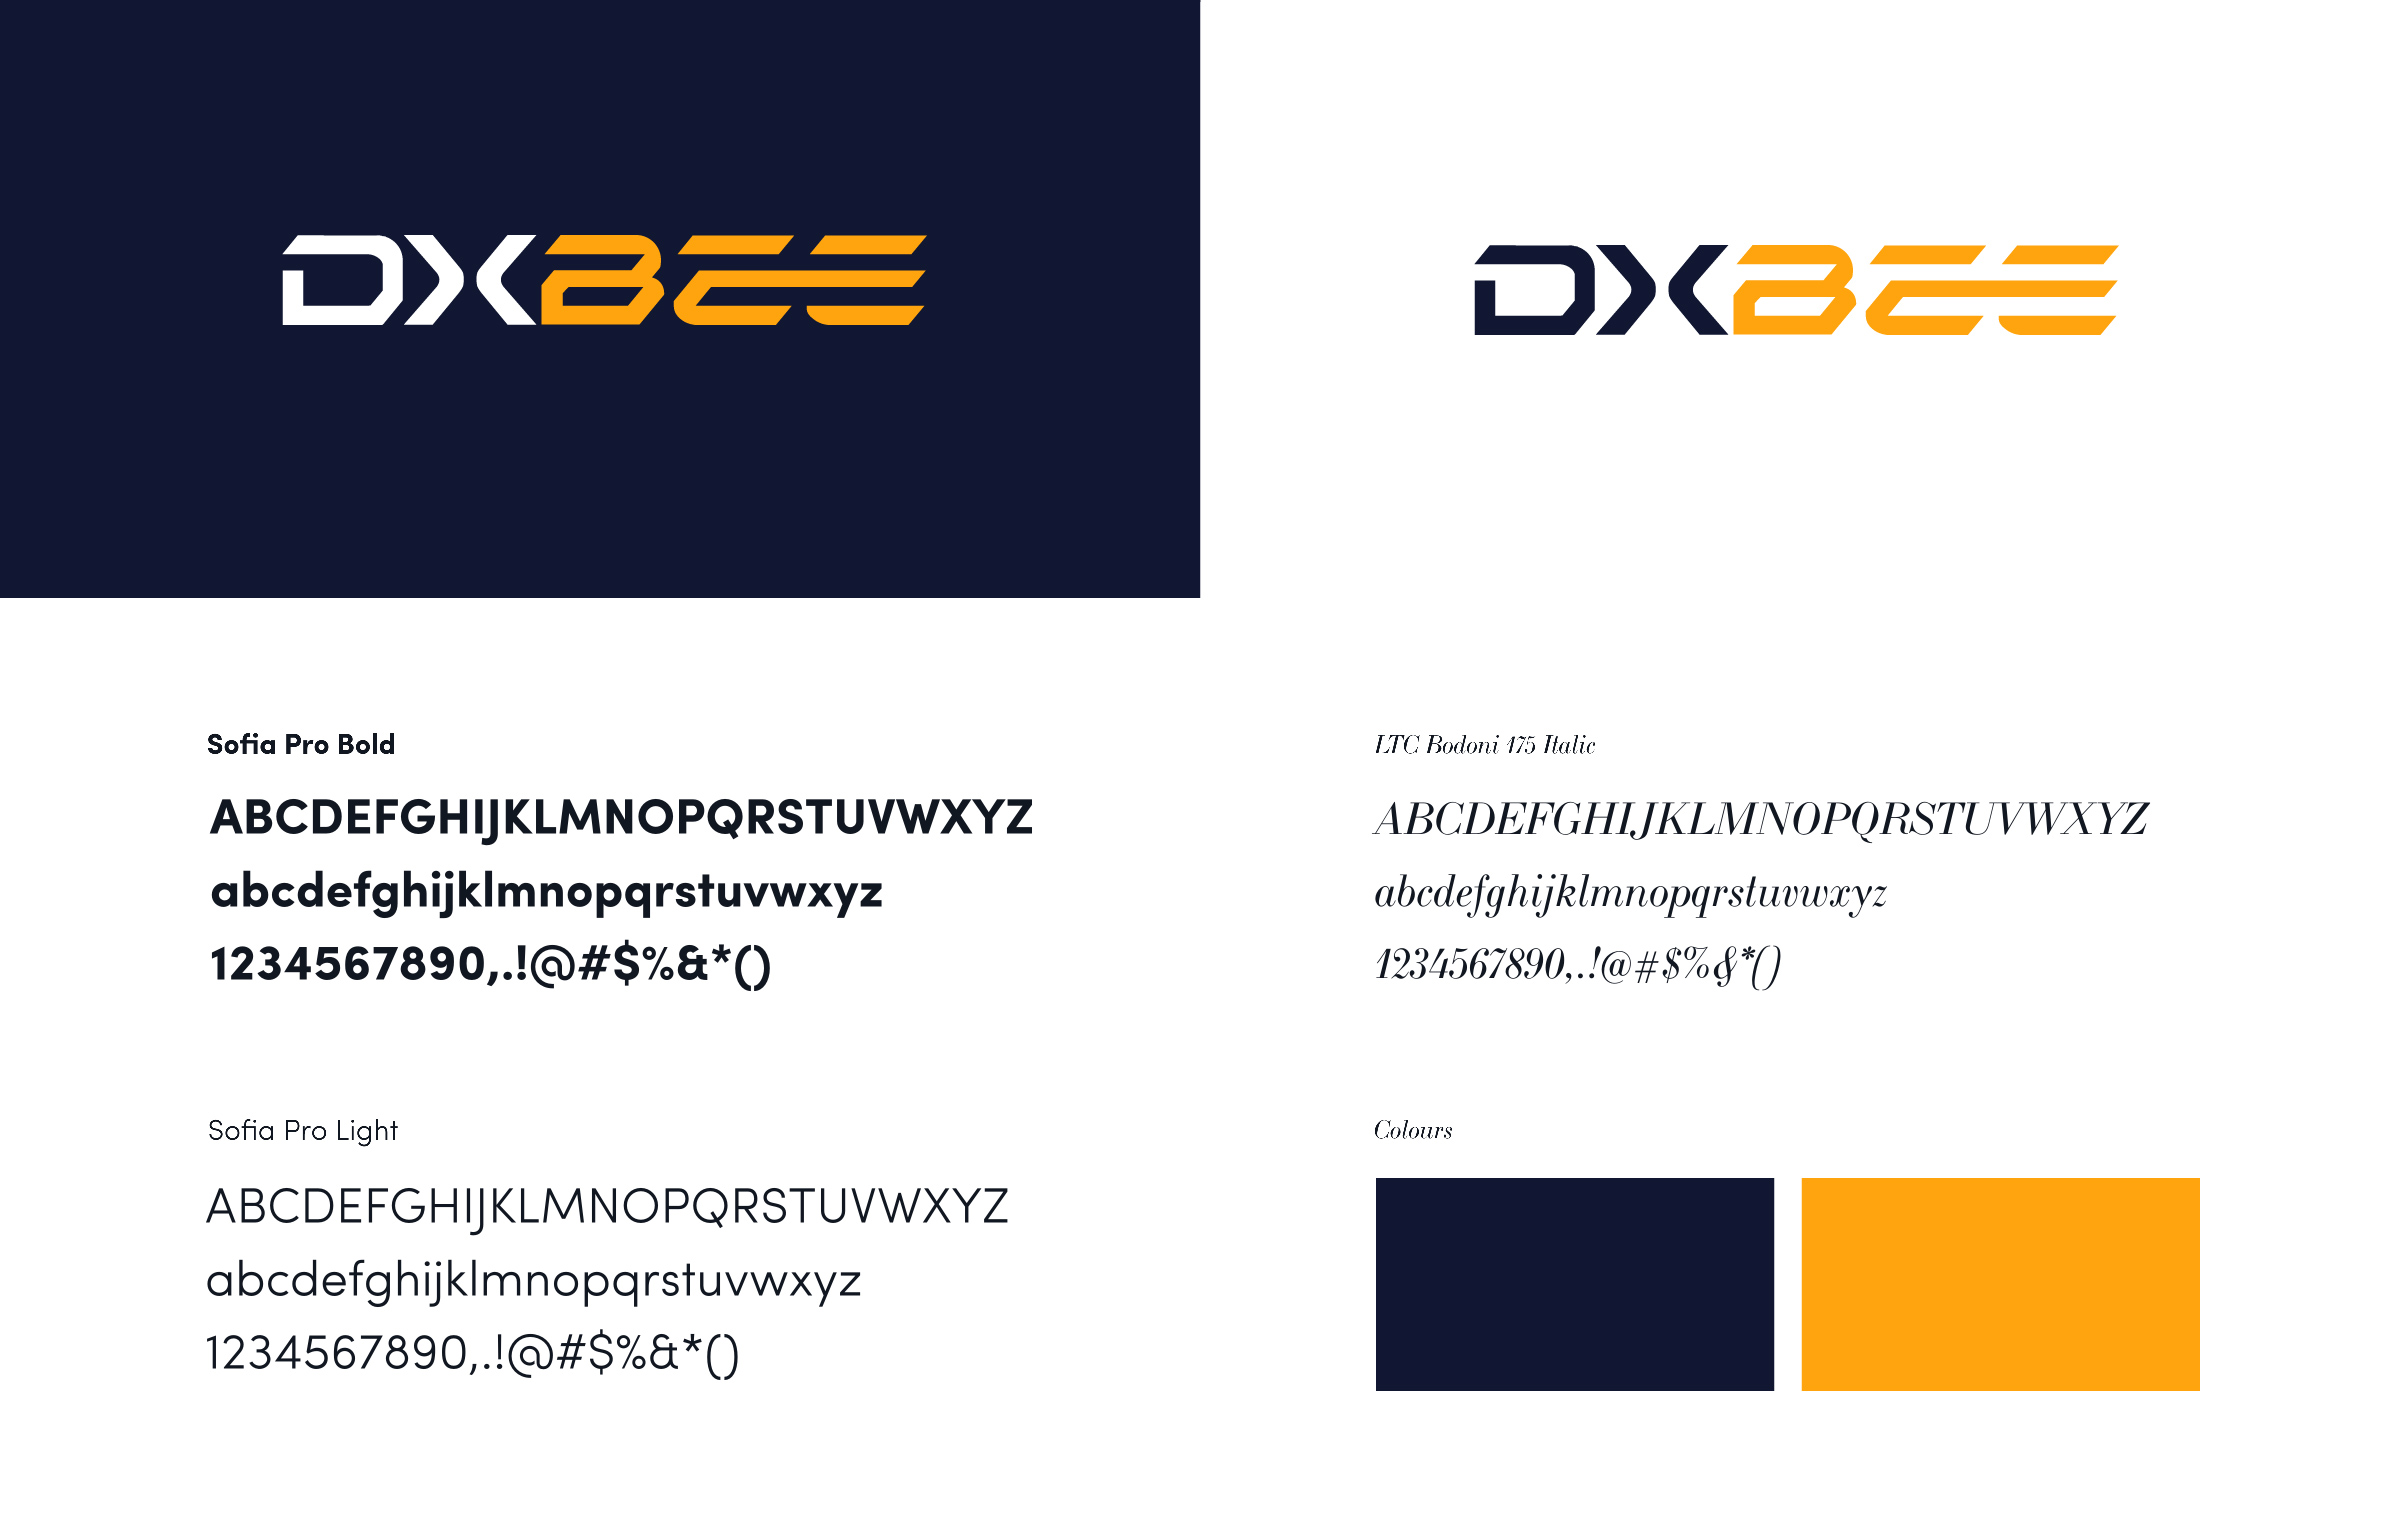 DXBEE
DXBEE
Sofia Pro Bold
ABCDEFGHIJKLMNOPQRSTUVWXYZ
abcdefghijklmnopqrstuvwxyz
1234567890,.!@#$%&*()
LTC Bodoni 175 Italic
ABCDEFGHIJKLMNOPQRSTUVWXYZ
abcdefghijklmnopqrstuvwxyz
1234567890,.!@#$%&*()
Sofia Pro Light
ABCDEFGHIJKLMNOPQRSTUVWXYZ
abcdefghijklmnopqrstuvwxyz
1234567890,.!@#$%&*()
Colours